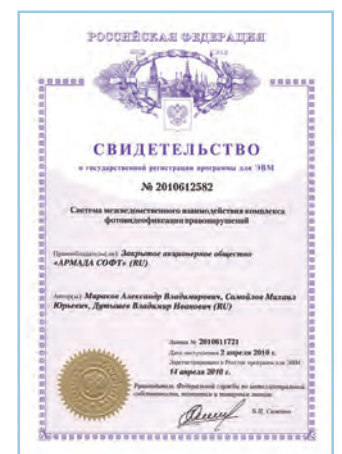 РОССИЙСКАЯ ФЕДЕРАЦИЯ
СВИДЕТЕЛЬСТВО
о государственной регистрации программы для ЭВМ
№ 2010612582
Система межведомственного взаимодействия комплекса
фотовидеофиксации правонарушений
Правообладатель(ли): Закрытое акционерное общество
«АРМАДА СОФТ» (RU)
Автор(ы): Мараков Александр Владимирович, Самойлов Михаил
Юрьевич, Владимир Иванович (RU)
Заявка № 2010611721
Дата поступления 2 апреля 2010 г.
Зарегистрировано в Реестре программ для ЭВМ
14 апреля 2010 г.
Руководитель Федеральной службы по интеллектуальной
собственности, патентам и товарным знакам
Б.П. Симонов